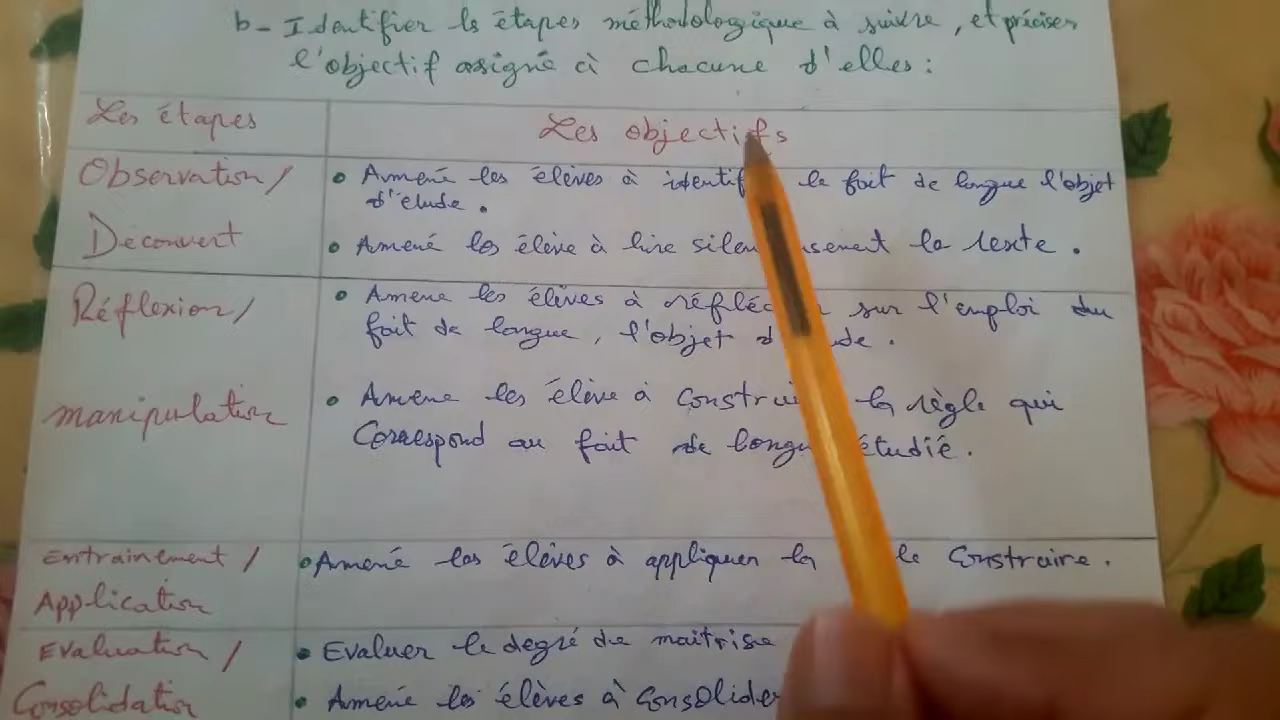 b- Identifier les étapes méthodologique à suivre, et préciser
l'objectif asigné à chacune d'elles :
Les étapes
Les objectifs
Observation /
Découvert
• Amené les élèves à identif le fait de langue l'objet
d'étude .
• Amené les élève à lire silen usement le texte .
Réflexion /
manipulation
• Amene les élèves à réfléc r sur l'emploi du
fait de langue, l'objet d ude .
• Amene les élève à construi la règle qui
Correspond au fait de langu étudié .
Entrainement /
Application
• Amené les élèves à appliquer la le Construire .
Evaluation /
Consolidation
• Evaluer le degré de maitrise
• Amené les élèves à Consolider